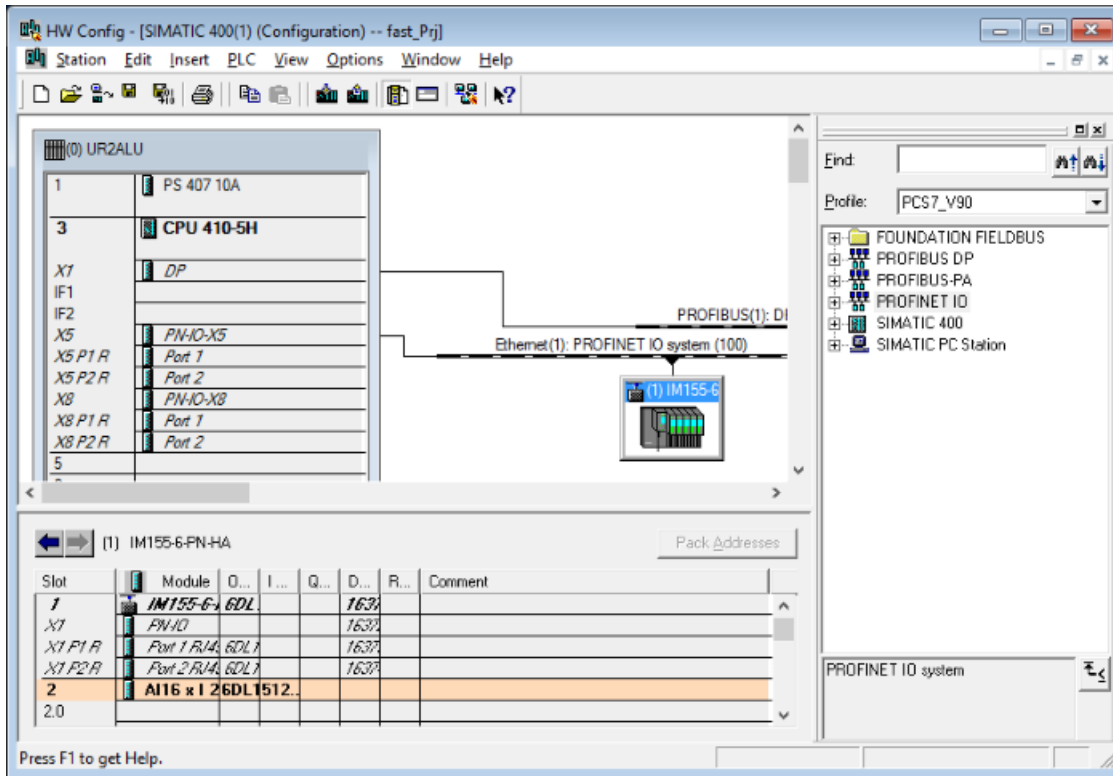 HW Config - [SIMATIC 400(1) (Configuration) -- fast_Prj]
Station Edit Insert PLC View Options Window Help
(0) UR2ALU
1 PS 407 10A
3 CPU 410-5H
X1 DP
IF1
IF2
X5 PN-IO-X5
X5 P1 R Port 1
X5 P2 R Port 2
X8 PN-IO-X8
X8 P1 R Port 1
X8 P2 R Port 2
5
PROFIBUS(1): D
Ethernet(1): PROFINET IO system (100)
(1) IM155-6
Find:
Profile: PCS7_V90
FOUNDATION FIELDBUS
PROFIBUS DP
PROFIBUS-PA
PROFINET IO
SIMATIC 400
SIMATIC PC Station
(1) IM155-6-PN-HA
Pack Addresses
Slot Module O... I ... Q... D... R... Comment
1 IM155-6- 6DL 1637
X1 PN-IO 1637
X1 P1 R Port 1 RJ4 6DL1 1637
X1 P2 R Port 2 RJ4 6DL1 1637
2 AI16 x I 2 6DL1512..
2.0
PROFINET IO system
Press F1 to get Help.